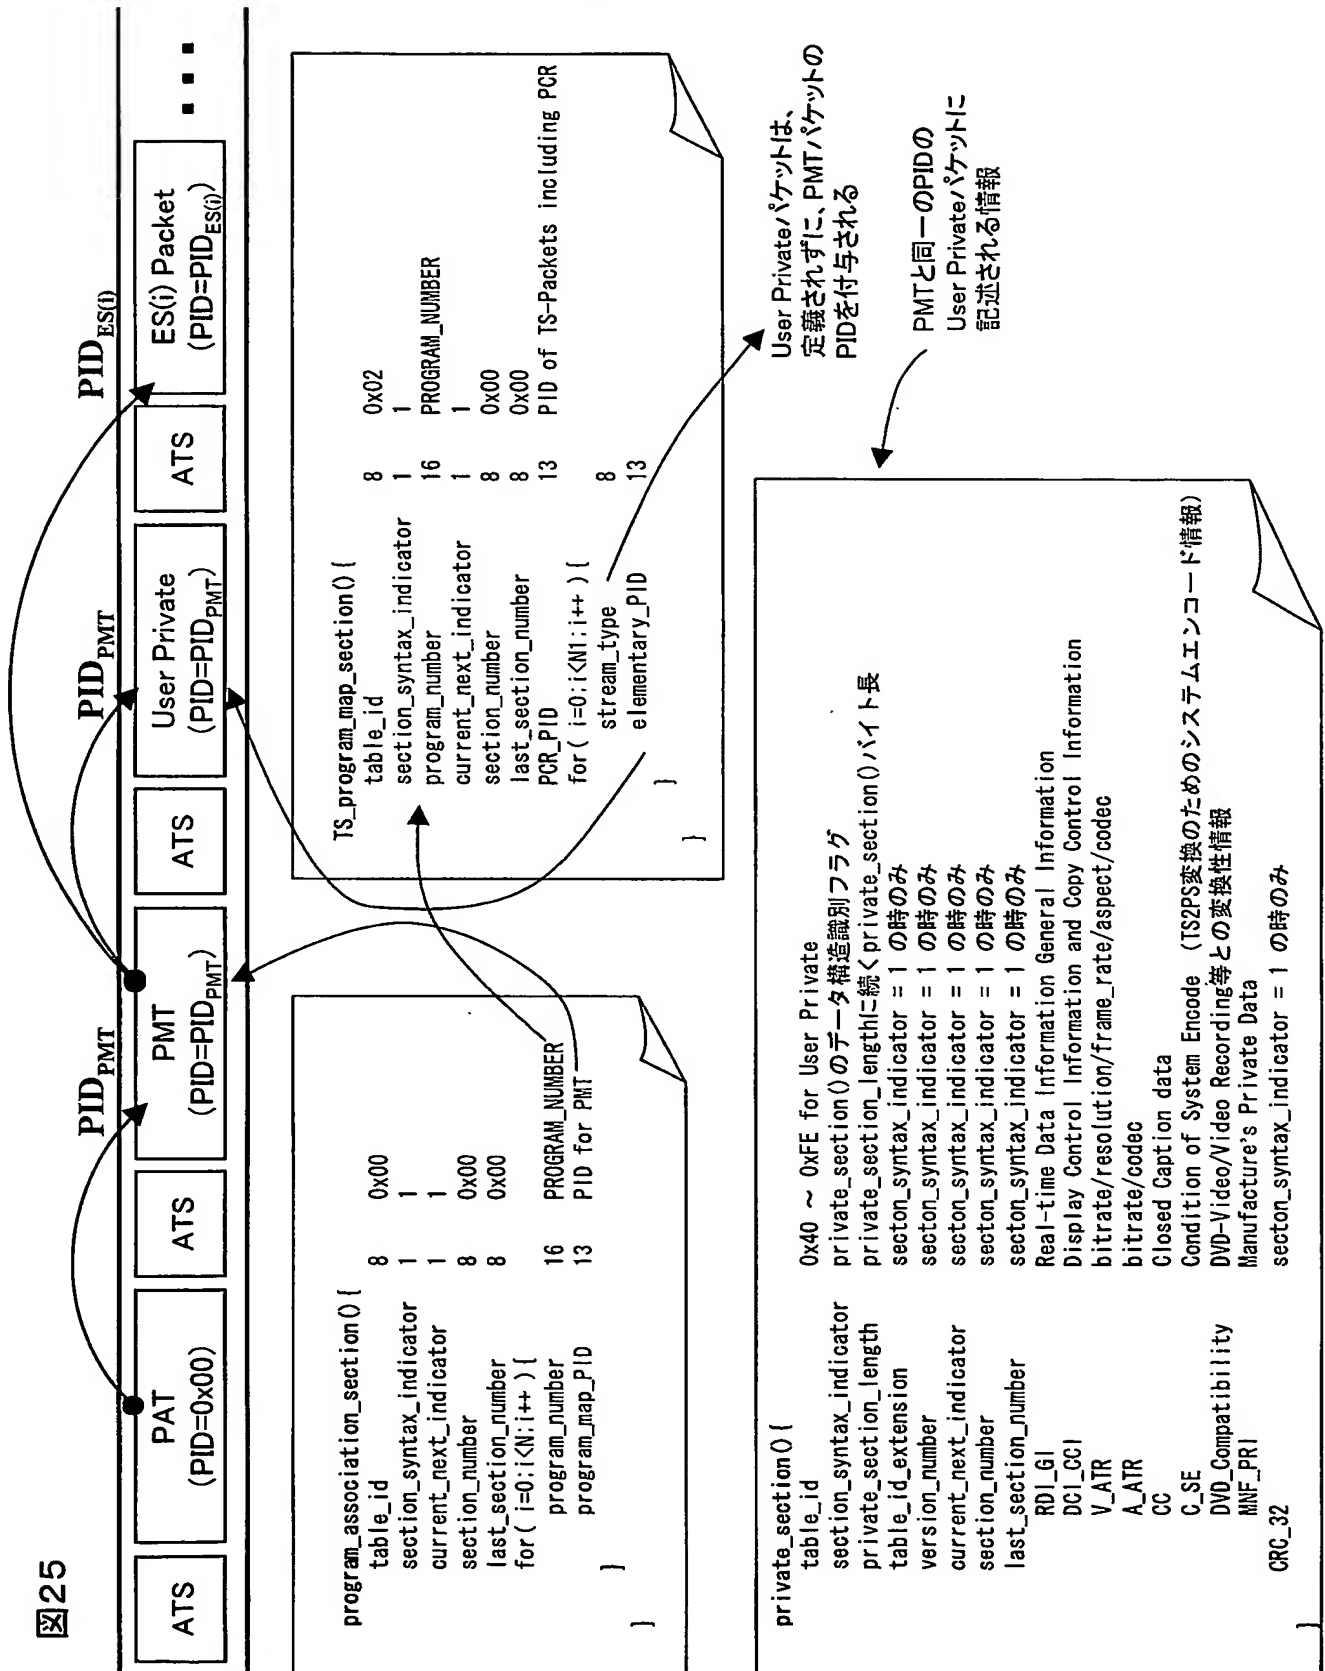 図25
PID_PMT
PID_PMT
PID_ES(i)
ATS
PAT
(PID=0x00)
ATS
PMT
(PID=PID_PMT)
ATS
User Private
(PID=PID_PMT)
ATS
ES(i) Packet
(PID=PID_ES(i))
...
program_association_section(){
table_id 8 0x00
section_syntax_indicator 1 1
current_next_indicator 1 1
section_number 8 0x00
last_section_number 8 0x00
for( i=0;i<N;i++ ){
program_number 16 PROGRAM_NUMBER
program_map_PID 13 PID for PMT
}
TS_program_map_section(){
table_id 8 0x02
section_syntax_indicator 1 1
program_number 16 PROGRAM_NUMBER
current_next_indicator 1 1
section_number 8 0x00
last_section_number 8 0x00
PCR_PID 13 PID of TS-Packets including PCR
for( i=0;i<N1;i++ ){
stream_type 8
elementary_PID 13
}
}
User Privateパケットは、
定義されずに、PMTパケットの
PIDを付与される
PMTと同一のPIDの
User Privateパケットに
記述される情報
private_section(){
table_id 0x40 ~ 0xFE for User Private
section_syntax_indicator private_section()のデータ構造識別フラグ
private_section_length private_section_lengthに続くprivate_section()バイト長
table_id_extension secton_syntax_indicator = 1 の時のみ
version_number secton_syntax_indicator = 1 の時のみ
current_next_indicator secton_syntax_indicator = 1 の時のみ
section_number secton_syntax_indicator = 1 の時のみ
last_section_number secton_syntax_indicator = 1 の時のみ
RDI_GI Real-time Data Information General Information
DCI_CCI Display Control Information and Copy Control Information
V_ATR bitrate/resolution/frame_rate/aspect/codec
A_ATR bitrate/codec
CC Closed Caption data
C_SE Condition of System Encode (TS2PS変換のためのシステムエンコード情報)
DVD_Compatibility DVD-Video/Video Recording等との変換性情報
MNF_PRI Manufacture's Private Data
CRC_32 secton_syntax_indicator = 1 の時のみ
}